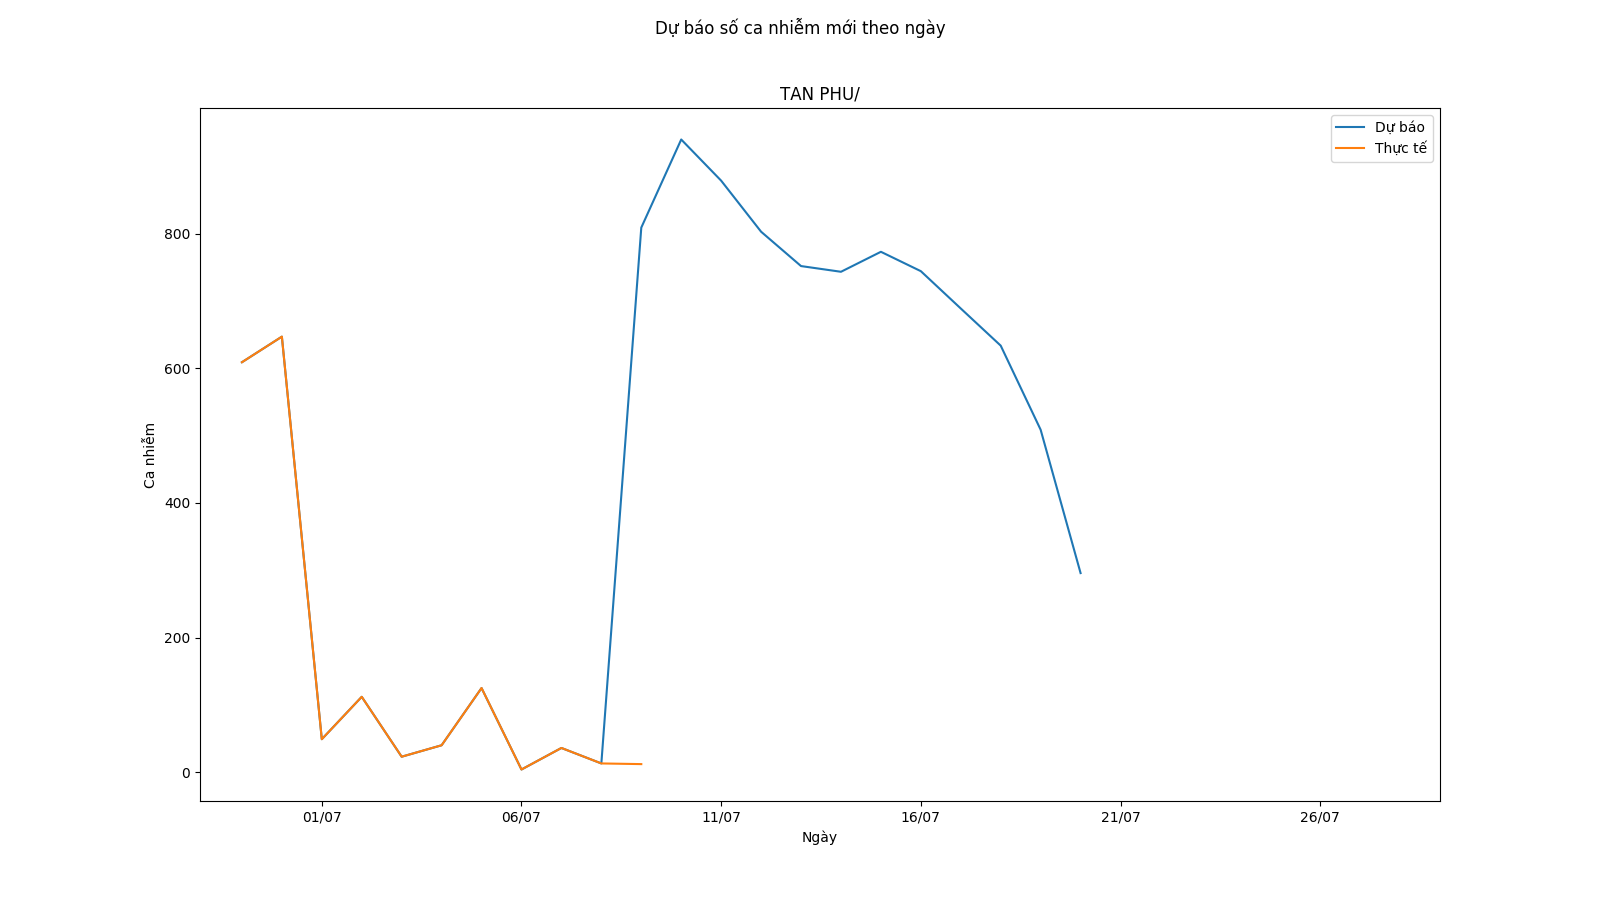 Dự báo số ca nhiễm mới theo ngày
TAN PHU/
Dự báo
Thực tế
Ca nhiễm
800
600
400
200
0
01/07
06/07
11/07
16/07
21/07
26/07
Ngày